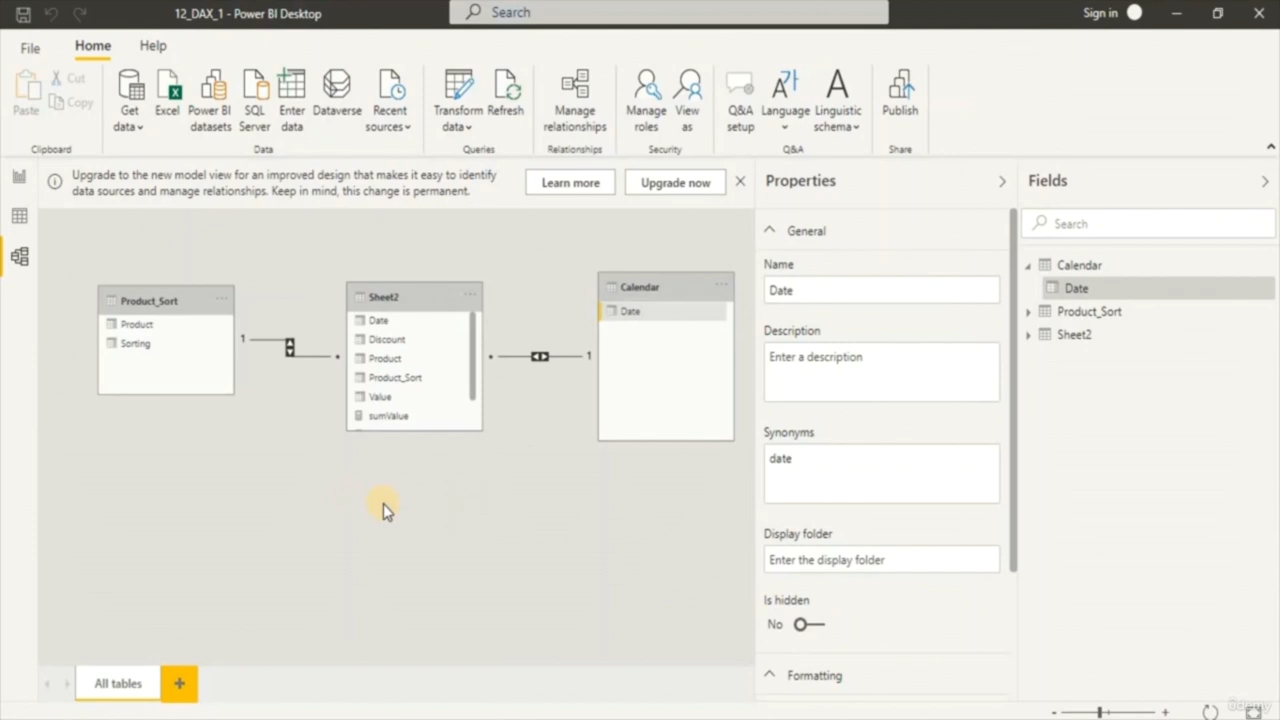 12_DAX_1 - Power BI Desktop
Search
Sign in
File
Home
Help
Paste
Cut
Copy
Get data
Excel
Power BI datasets
SQL Server
Enter data
Dataverse
Recent sources
Transform data
Refresh
Manage relationships
Manage roles
View as
Q&A setup
Language
Linguistic schema
Publish
Clipboard
Data
Queries
Relationships
Security
Q&A
Share
Upgrade to the new model view for an improved design that makes it easy to identify
data sources and manage relationships. Keep in mind, this change is permanent.
Learn more
Upgrade now
Product_Sort
Product
Sorting
1
Sheet2
Date
Discount
Product
Product_Sort
Value
sumValue
1
Calendar
Date
Properties
General
Name
Date
Description
Enter a description
Synonyms
date
Display folder
Enter the display folder
Is hidden
No
Formatting
Fields
Search
Calendar
Date
Product_Sort
Sheet2
All tables
+
- +
udemy